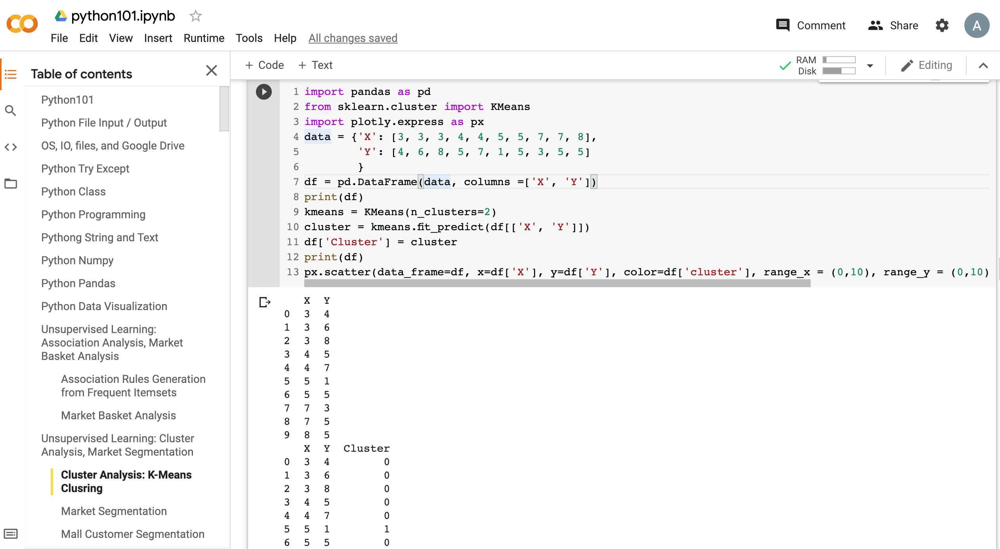 python101.ipynb
File Edit View Insert Runtime Tools Help All changes saved
Comment Share A
Table of contents
Python101
Python File Input / Output
OS, IO, files, and Google Drive
Python Try Except
Python Class
Python Programming
Pythong String and Text
Python Numpy
Python Pandas
Python Data Visualization
Unsupervised Learning:
Association Analysis, Market
Basket Analysis
Association Rules Generation
from Frequent Itemsets
Market Basket Analysis
Unsupervised Learning: Cluster
Analysis, Market Segmentation
Cluster Analysis: K-Means
Clusring
Market Segmentation
Mall Customer Segmentation
+ Code + Text
RAM
Disk
Editing
1 import pandas as pd
2 from sklearn.cluster import KMeans
3 import plotly.express as px
4 data = {'X': [3, 3, 3, 4, 4, 5, 5, 7, 7, 8],
5 'Y': [4, 6, 8, 5, 7, 1, 5, 3, 5, 5]
6 }
7 df = pd.DataFrame(data, columns =['X', 'Y'])
8 print(df)
9 kmeans = KMeans(n_clusters=2)
10 cluster = kmeans.fit_predict(df[['X', 'Y']])
11 df['Cluster'] = cluster
12 print(df)
13 px.scatter(data_frame=df, x=df['X'], y=df['Y'], color=df['cluster'], range_x = (0,10), range_y = (0,10)
X Y
0 3 4
1 3 6
2 3 8
3 4 5
4 4 7
5 5 1
6 5 5
7 7 3
8 7 5
9 8 5
X Y Cluster
0 3 4 0
1 3 6 0
2 3 8 0
3 4 5 0
4 4 7 0
5 5 1 1
6 5 5 0